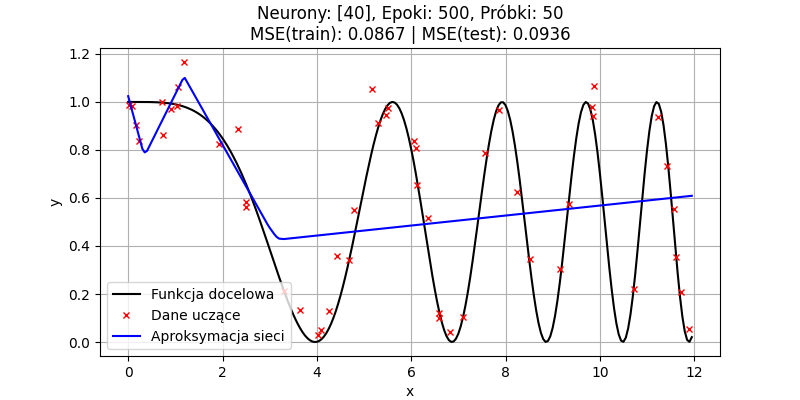 Neurony: [40], Epoki: 500, Próbki: 50
MSE(train): 0.0867 | MSE(test): 0.0936
1.2
1.0
0.8
0.6
0.4
0.2
0.0
y
Funkcja docelowa
Dane uczące
Aproksymacja sieci
0 2 4 6 8 10 12
x